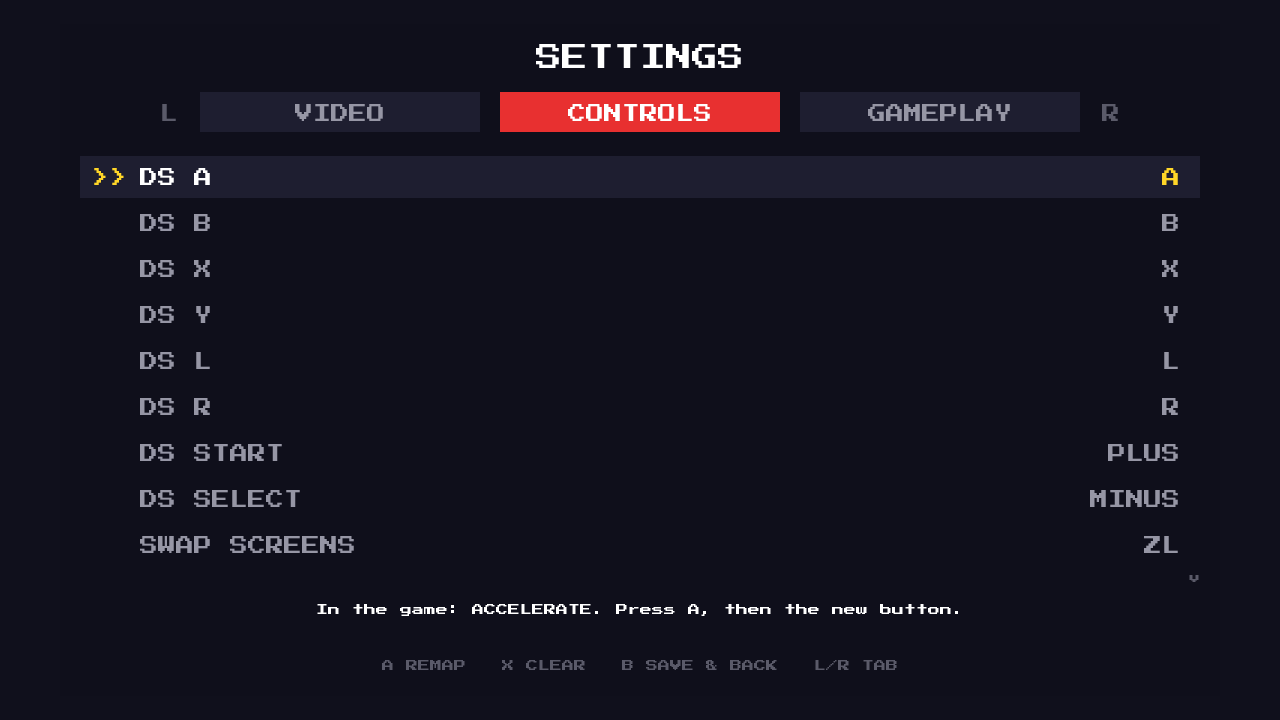 SETTINGS
L VIDEO CONTROLS GAMEPLAY R
>> DS A A
DS B B
DS X X
DS Y Y
DS L L
DS R R
DS START PLUS
DS SELECT MINUS
SWAP SCREENS ZL
In the game: ACCELERATE. Press A, then the new button.
A REMAP X CLEAR B SAVE & BACK L/R TAB